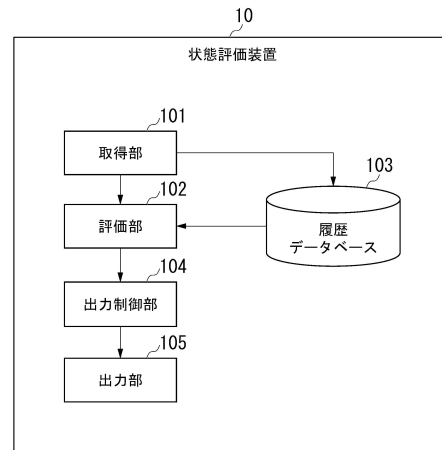 10
状態評価装置
101
取得部
102
評価部
103
履歴
データベース
104
出力制御部
105
出力部